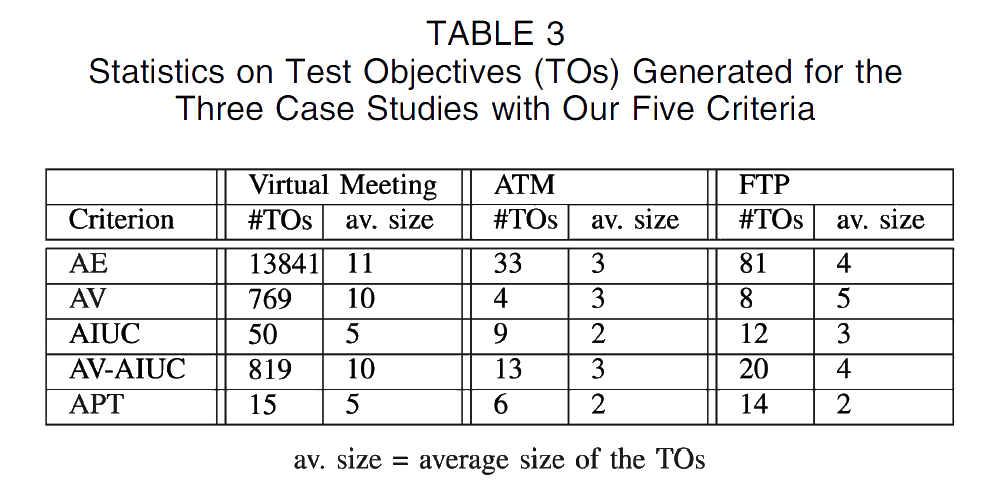 TABLE 3
Statistics on Test Objectives (TOs) Generated for the
Three Case Studies with Our Five Criteria
Virtual Meeting ATM FTP
Criterion #TOs av. size #TOs av. size #TOs av. size
AE 13841 11 33 3 81 4
AV 769 10 4 3 8 5
AIUC 50 5 9 2 12 3
AV-AIUC 819 10 13 3 20 4
APT 15 5 6 2 14 2
av. size = average size of the TOs